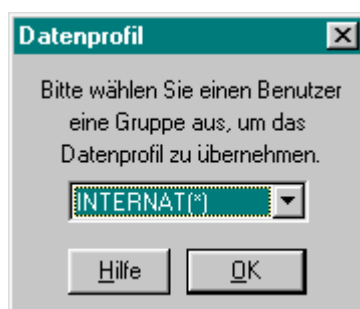 Datenprofil
Bitte wählen Sie einen Benutzer
eine Gruppe aus, um das
Datenprofil zu übernehmen.
INTERNAT(*)
Hilfe
OK